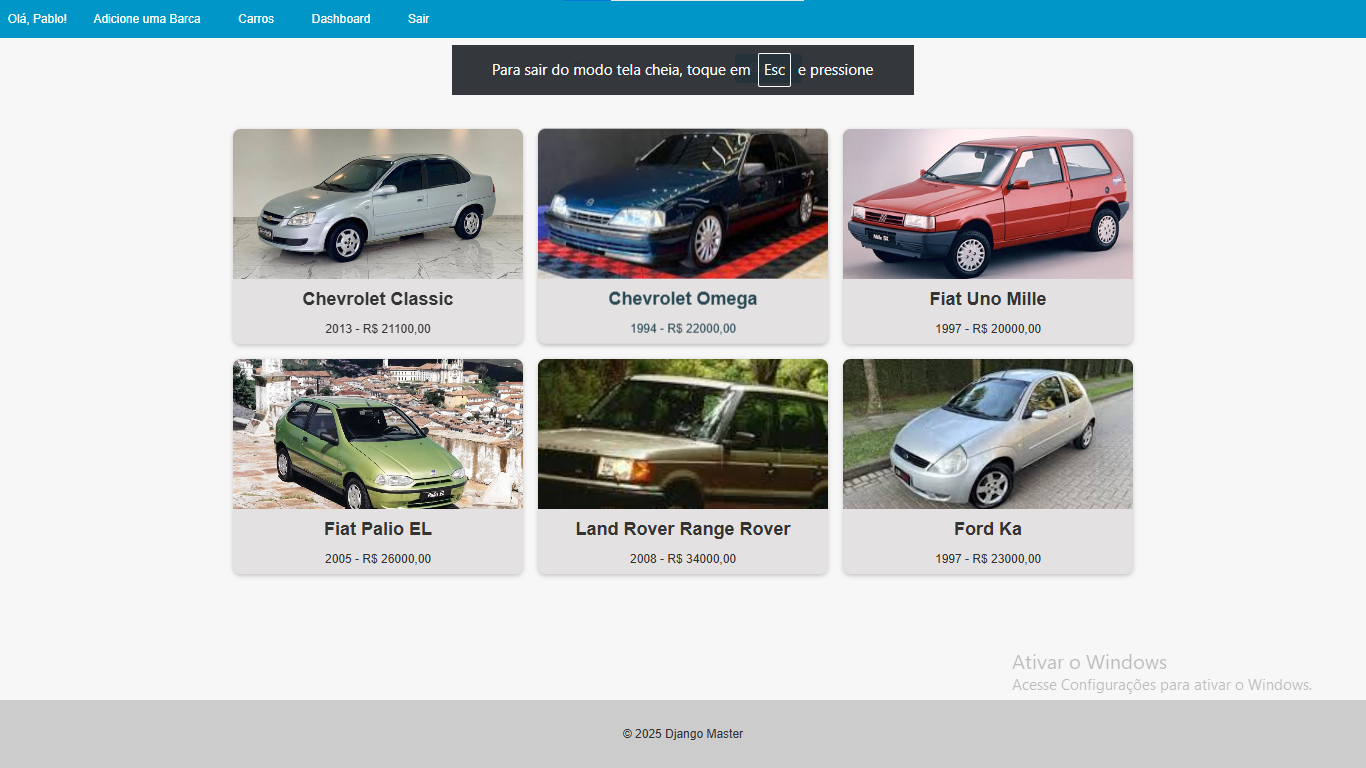 Olá, Pablo! Adicione uma Barca Carros Dashboard Sair
Para sair do modo tela cheia, toque em Esc e pressione
Chevrolet Classic
2013 - R$ 21100,00
Chevrolet Omega
1994 - R$ 22000,00
Fiat Uno Mille
1997 - R$ 20000,00
Fiat Palio EL
2005 - R$ 26000,00
Land Rover Range Rover
2008 - R$ 34000,00
Ford Ka
1997 - R$ 23000,00
Ativar o Windows
Acesse Configurações para ativar o Windows.
© 2025 Django Master